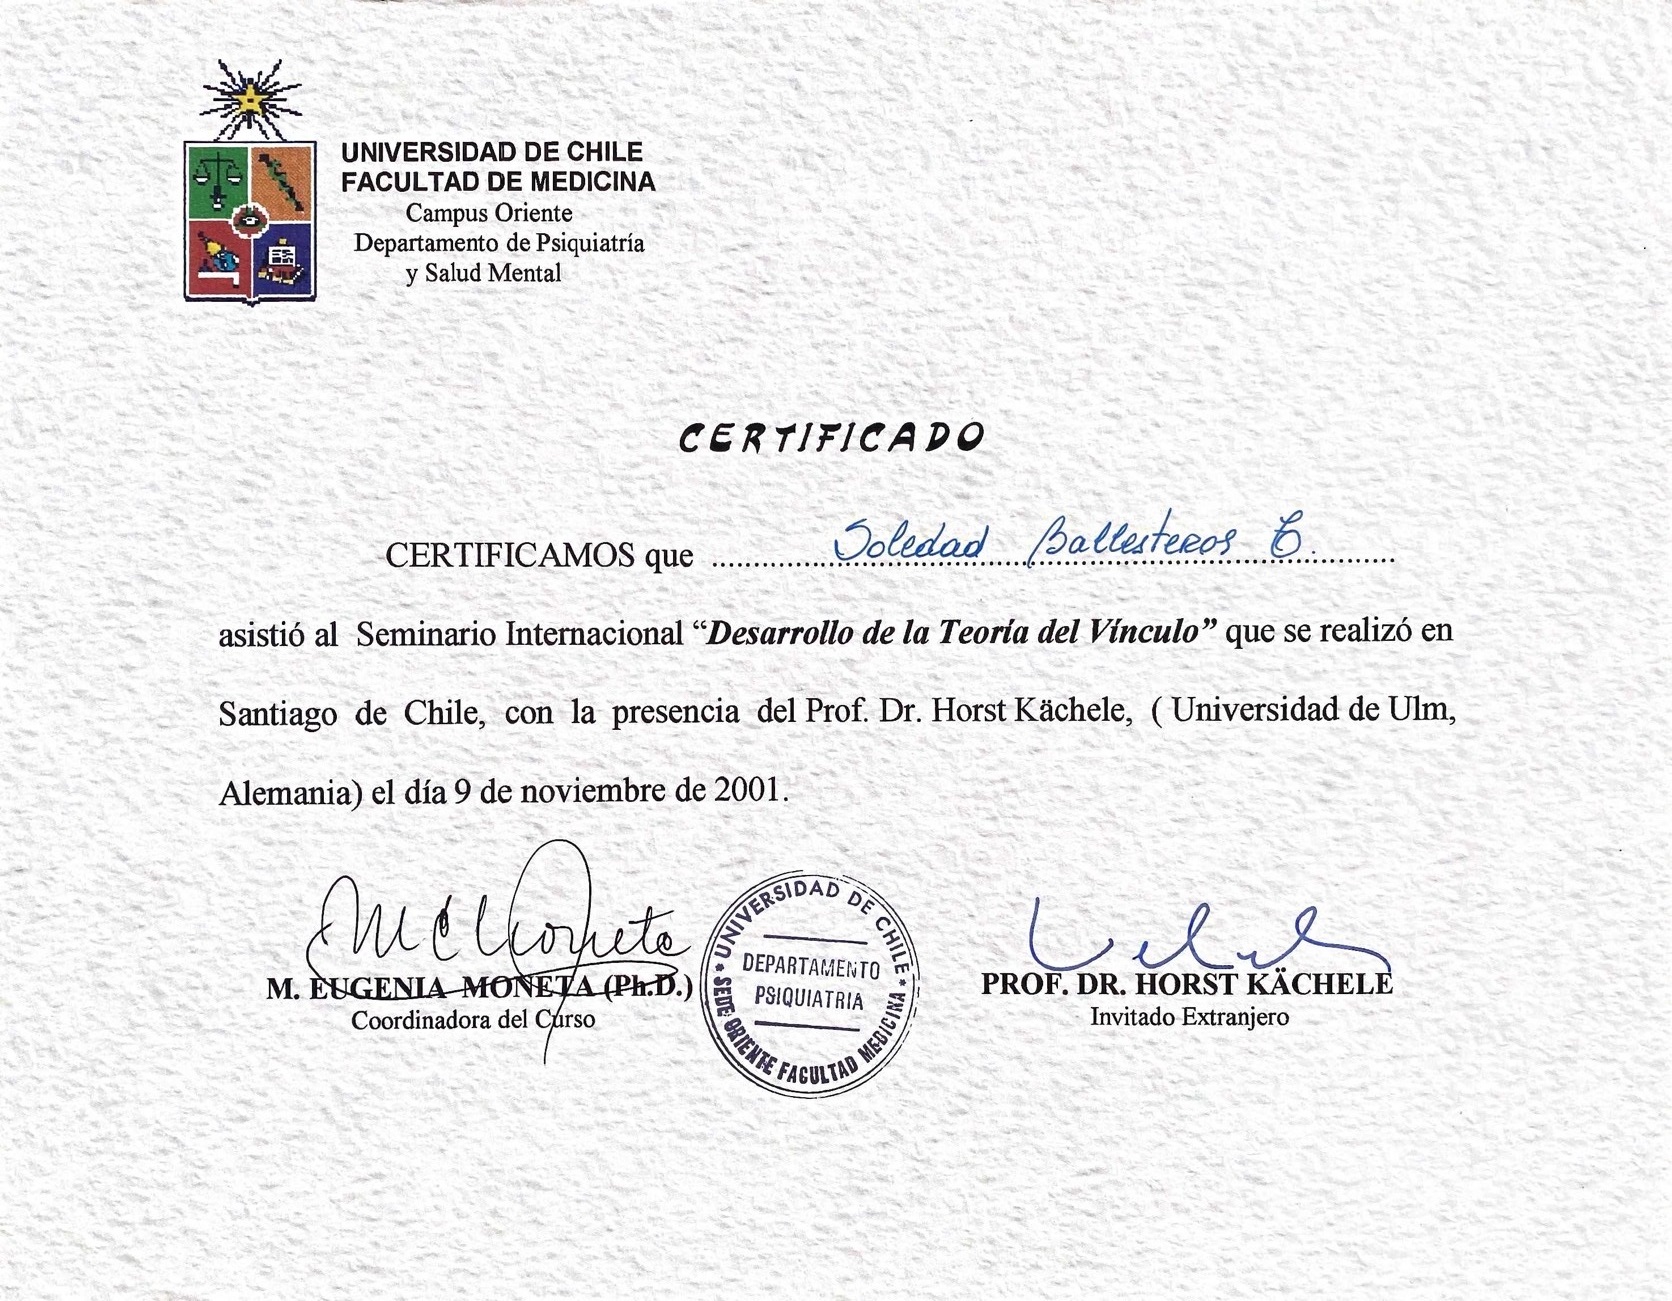 UNIVERSIDAD DE CHILE
FACULTAD DE MEDICINA
Campus Oriente
Departamento de Psiquiatría
y Salud Mental
CERTIFICADO
CERTIFICAMOS que Soledad Ballesteros C.
asistió al Seminario Internacional “Desarrollo de la Teoría del Vínculo” que se realizó en
Santiago de Chile, con la presencia del Prof. Dr. Horst Kächele, ( Universidad de Ulm,
Alemania) el día 9 de noviembre de 2001.
M. EUGENIA MONETA (Ph.D.)
Coordinadora del Curso
* UNIVERSIDAD DE CHILE *
DEPARTAMENTO
PSIQUIATRIA
SEDE ORIENTE FACULTAD MEDICINA
PROF. DR. HORST KÄCHELE
Invitado Extranjero